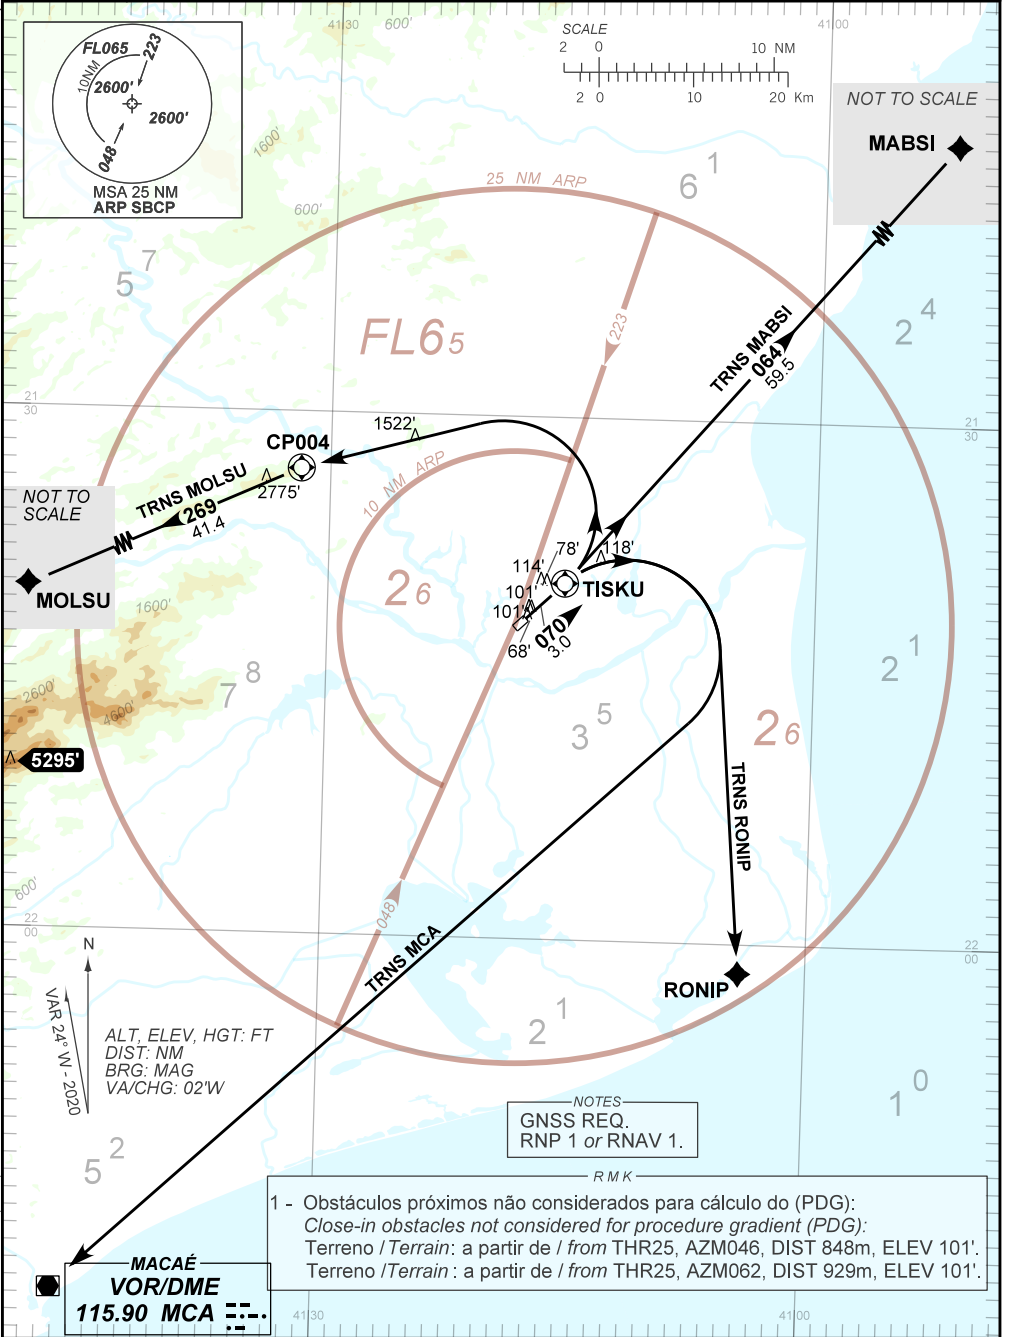 41 30
600'
41 00
SCALE
2 0 10 NM
2 0 10 20 Km
FL065
223
10NM
2600'
2600'
048
MSA 25 NM
ARP SBCP
NOT TO SCALE
MABSI
1600'
600'
25 NM ARP
6 1
5 7
2 4
FL65
223
TRNS MABSI
064
59.5
21
30
21
30
1522'
CP004
10 NM ARP
2775'
TRNS MOLSU
269
41.4
NOT TO
SCALE
MOLSU
1600'
26
78'
118'
114'
TISKU
101'
101'
070
3.0
68'
7 8
2 1
3 5
26
2600'
4600'
5295'
TRNS RONIP
600'
048
22
00
22
00
TRNS MCA
RONIP
N
VAR 24° W - 2020
ALT, ELEV, HGT: FT
DIST: NM
BRG: MAG
VA/CHG: 02'W
2 1
1 0
5 2
NOTES
GNSS REQ.
RNP 1 or RNAV 1.
RMK
1 - Obstáculos próximos não considerados para cálculo do (PDG):
Close-in obstacles not considered for procedure gradient (PDG):
Terreno / Terrain: a partir de / from THR25, AZM046, DIST 848m, ELEV 101'.
Terreno / Terrain: a partir de / from THR25, AZM062, DIST 929m, ELEV 101'.
MACAÉ
VOR/DME
115.90 MCA
41 30
41 00